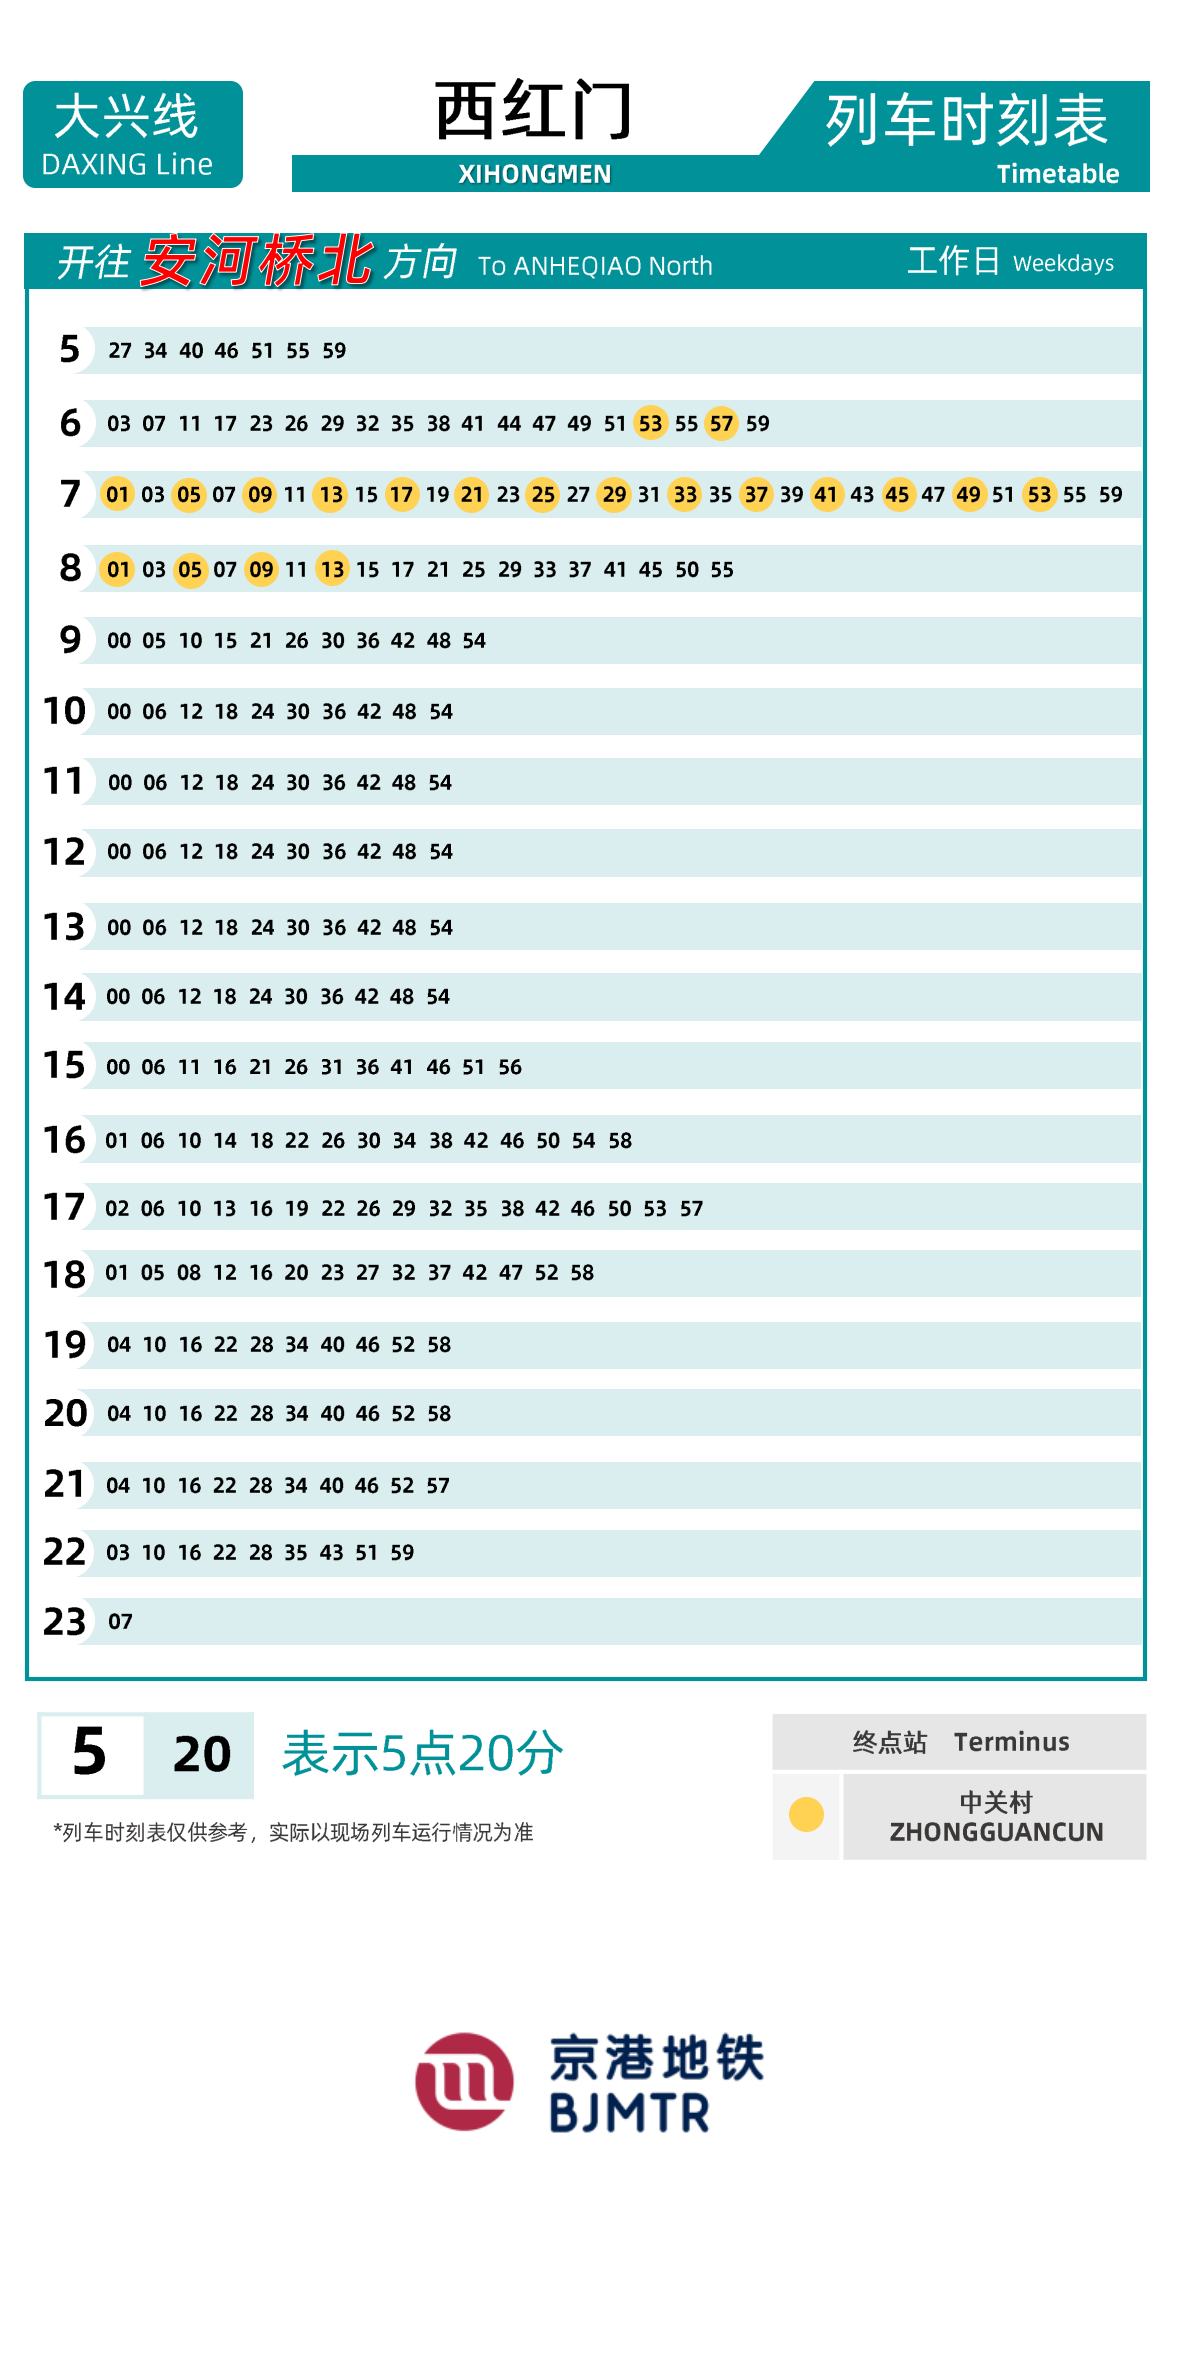 大兴线
DAXING Line
西红门
XIHONGMEN
列车时刻表
Timetable
开往 安河桥北 方向 To ANHEQIAO North 工作日 Weekdays
5 27 34 40 46 51 55 59
6 03 07 11 17 23 26 29 32 35 38 41 44 47 49 51 53 55 57 59
7 01 03 05 07 09 11 13 15 17 19 21 23 25 27 29 31 33 35 37 39 41 43 45 47 49 51 53 55 59
8 01 03 05 07 09 11 13 15 17 21 25 29 33 37 41 45 50 55
9 00 05 10 15 21 26 30 36 42 48 54
10 00 06 12 18 24 30 36 42 48 54
11 00 06 12 18 24 30 36 42 48 54
12 00 06 12 18 24 30 36 42 48 54
13 00 06 12 18 24 30 36 42 48 54
14 00 06 12 18 24 30 36 42 48 54
15 00 06 11 16 21 26 31 36 41 46 51 56
16 01 06 10 14 18 22 26 30 34 38 42 46 50 54 58
17 02 06 10 13 16 19 22 26 29 32 35 38 42 46 50 53 57
18 01 05 08 12 16 20 23 27 32 37 42 47 52 58
19 04 10 16 22 28 34 40 46 52 58
20 04 10 16 22 28 34 40 46 52 58
21 04 10 16 22 28 34 40 46 52 57
22 03 10 16 22 28 35 43 51 59
23 07
5 20 表示5点20分
*列车时刻表仅供参考，实际以现场列车运行情况为准
终点站 Terminus
中关村
ZHONGGUANCUN
京港地铁
BJMTR